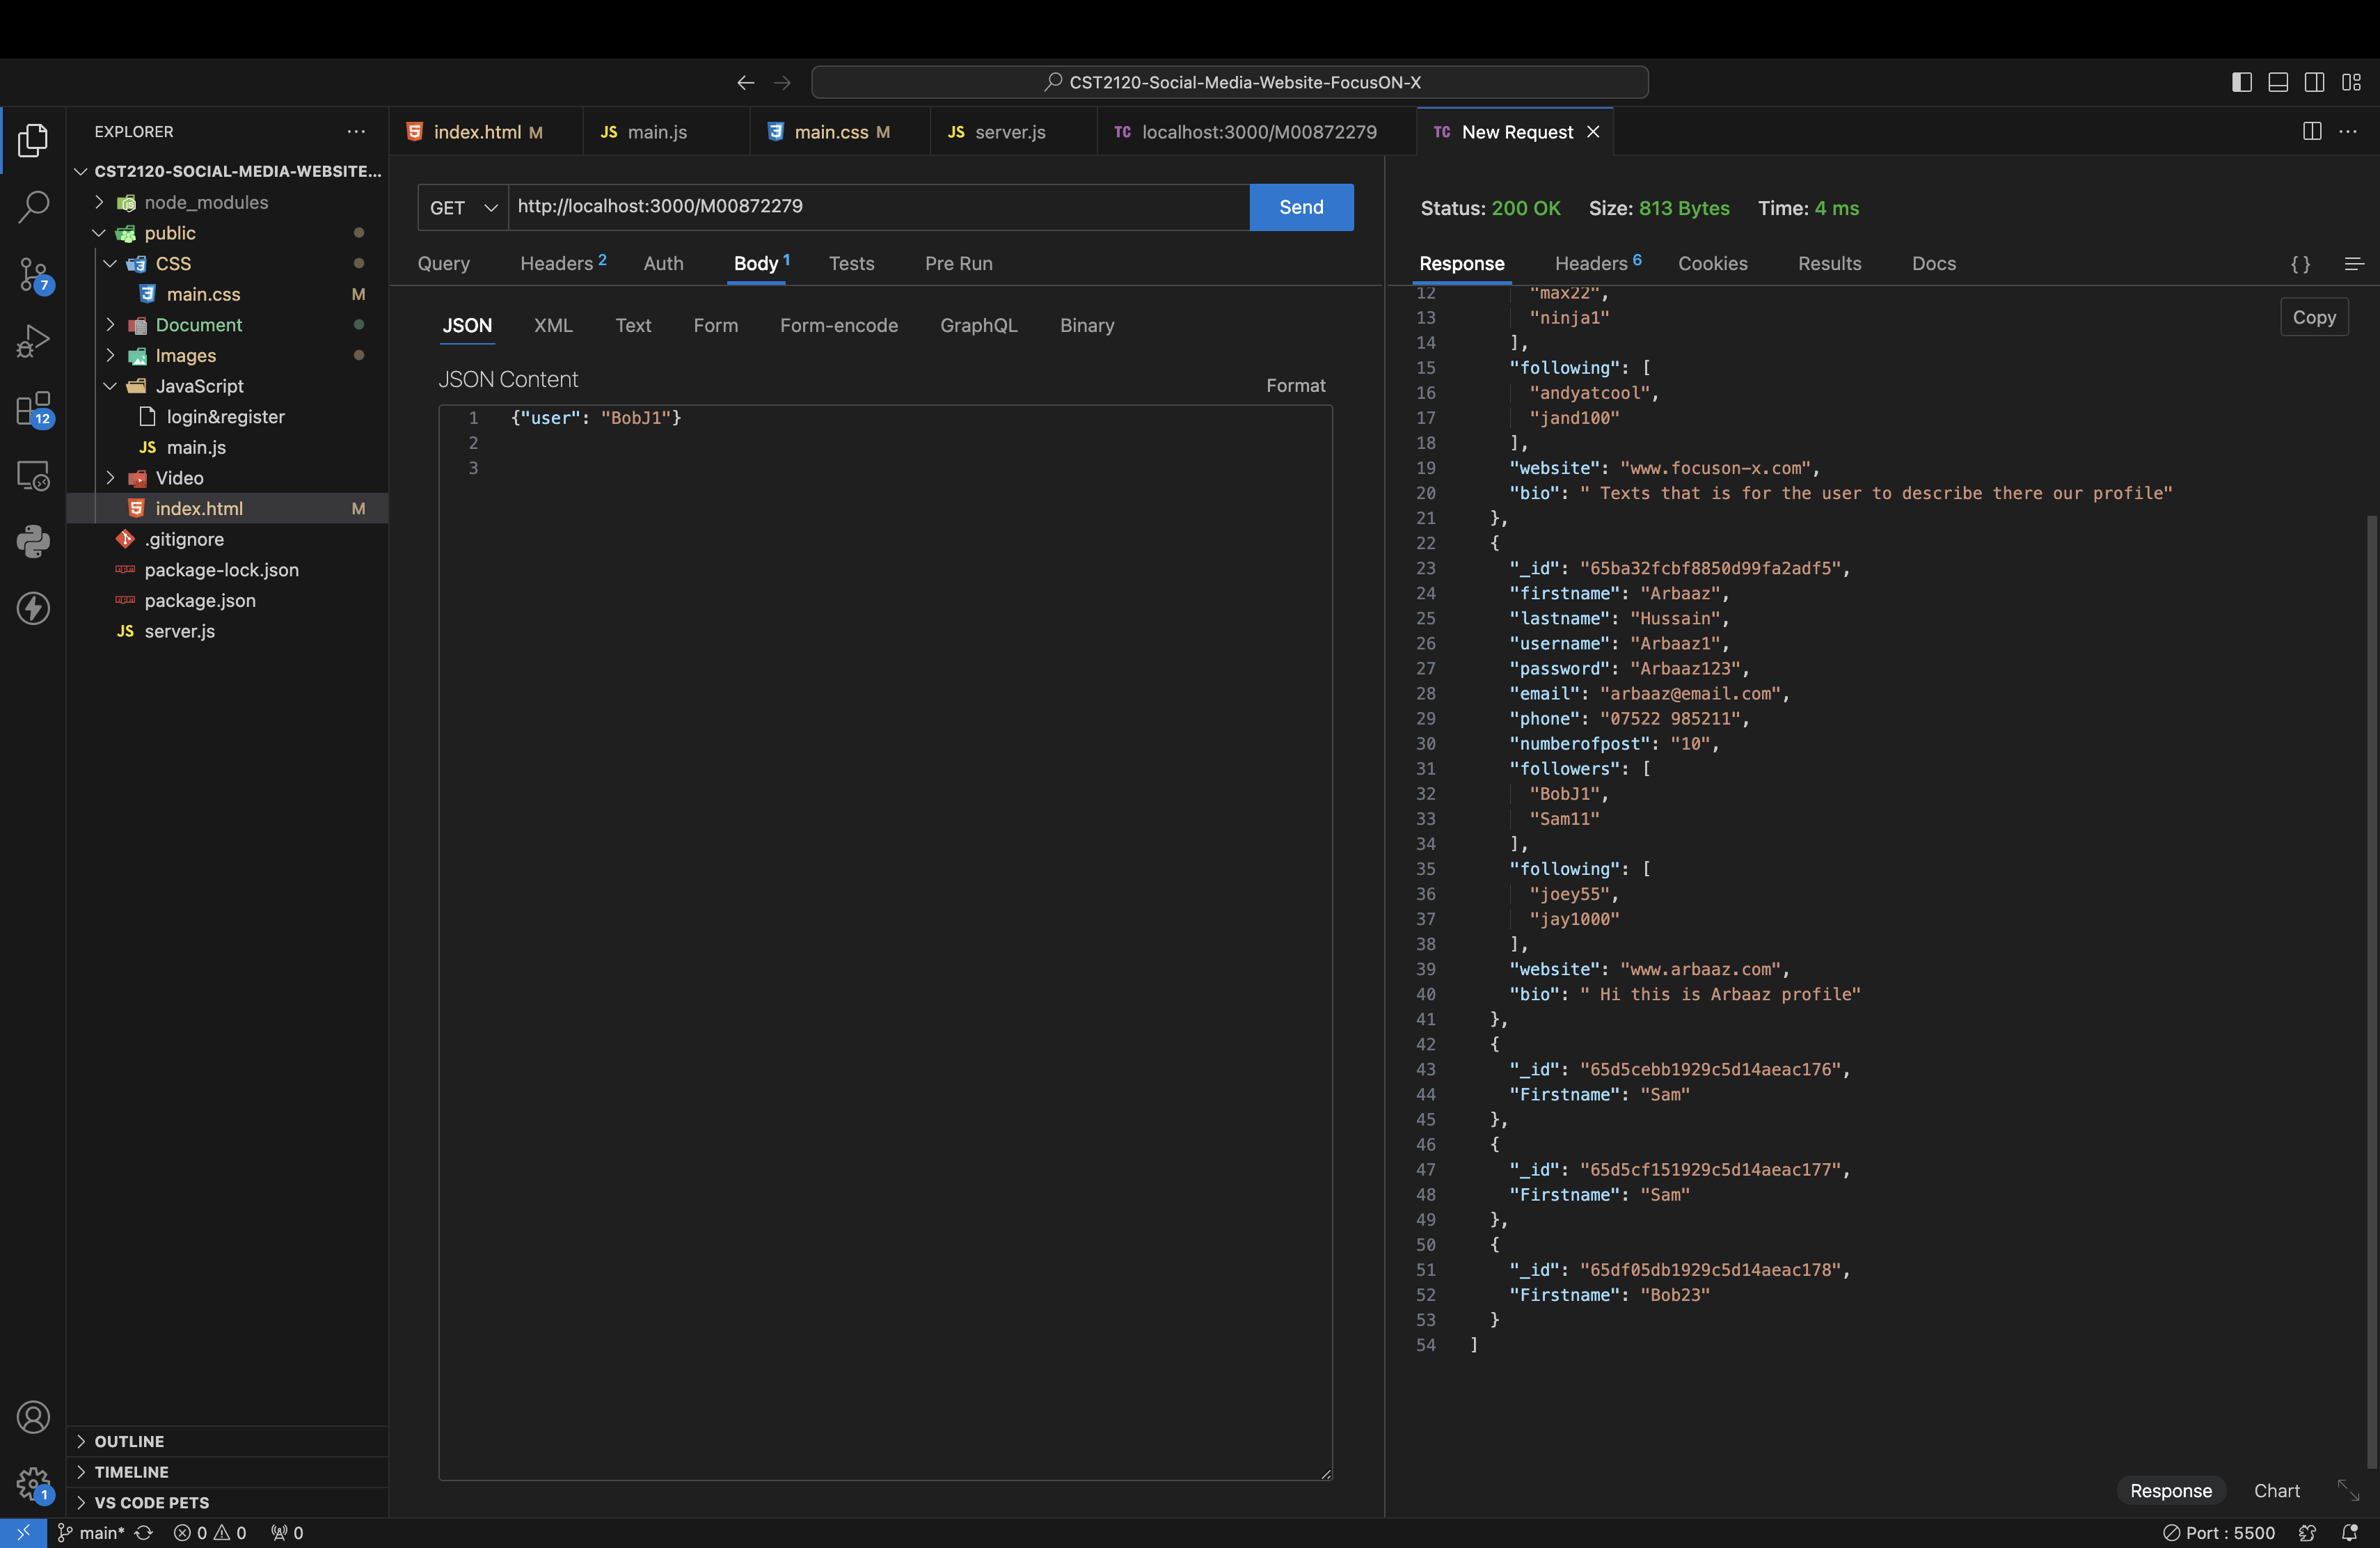 CST2120-Social-Media-Website-FocusON-X
EXPLORER
index.html M
JS main.js
main.css M
JS server.js
TC localhost:3000/M00872279
TC New Request
CST2120-SOCIAL-MEDIA-WEBSITE...
node_modules
public
CSS
main.css M
Document
Images
JavaScript
login&register
JS main.js
Video
index.html M
.gitignore
package-lock.json
package.json
JS server.js
7
12
OUTLINE
TIMELINE
VS CODE PETS
1
GET http://localhost:3000/M00872279 Send
Query Headers 2 Auth Body 1 Tests Pre Run
JSON XML Text Form Form-encode GraphQL Binary
JSON Content
Format
1 {"user": "BobJ1"}
2
3
Status: 200 OK Size: 813 Bytes Time: 4 ms
Response Headers 6 Cookies Results Docs { }
Copy
12 "max22",
13 "ninja1"
14 ],
15 "following": [
16 "andyatcool",
17 "jand100"
18 ],
19 "website": "www.focuson-x.com",
20 "bio": " Texts that is for the user to describe there our profile"
21 },
22 {
23 "_id": "65ba32fcbf8850d99fa2adf5",
24 "firstname": "Arbaaz",
25 "lastname": "Hussain",
26 "username": "Arbaaz1",
27 "password": "Arbaaz123",
28 "email": "arbaaz@email.com",
29 "phone": "07522 985211",
30 "numberofpost": "10",
31 "followers": [
32 "BobJ1",
33 "Sam11"
34 ],
35 "following": [
36 "joey55",
37 "jay1000"
38 ],
39 "website": "www.arbaaz.com",
40 "bio": " Hi this is Arbaaz profile"
41 },
42 {
43 "_id": "65d5cebb1929c5d14aeac176",
44 "Firstname": "Sam"
45 },
46 {
47 "_id": "65d5cf151929c5d14aeac177",
48 "Firstname": "Sam"
49 },
50 {
51 "_id": "65df05db1929c5d14aeac178",
52 "Firstname": "Bob23"
53 }
54 ]
Response Chart
main* 0 0 0
Port : 5500